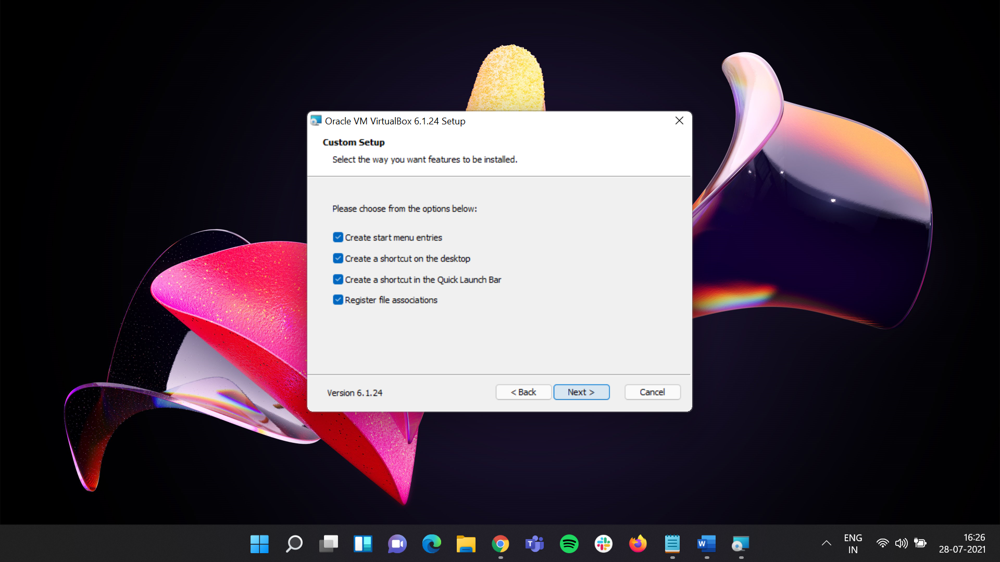 Oracle VM VirtualBox 6.1.24 Setup
Custom Setup
Select the way you want features to be installed.
Please choose from the options below:
Create start menu entries
Create a shortcut on the desktop
Create a shortcut in the Quick Launch Bar
Register file associations
Version 6.1.24
< Back
Next >
Cancel
T
W
ENG
IN
16:26
28-07-2021